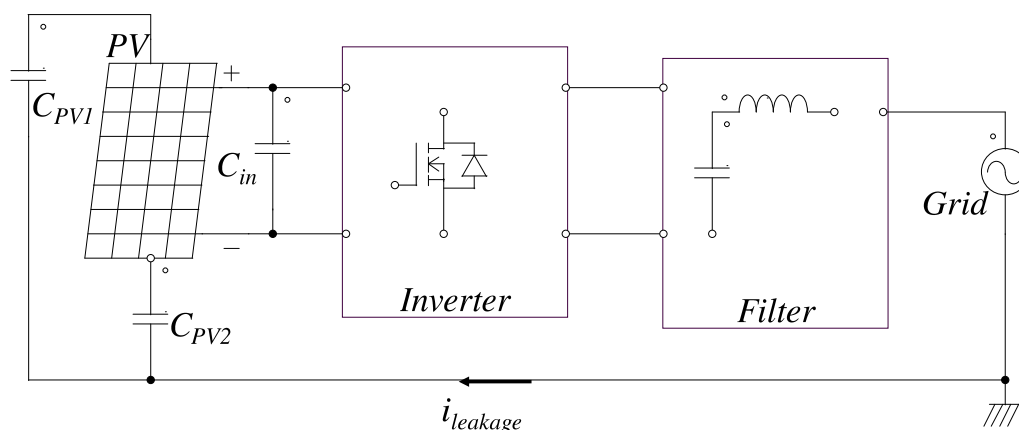 PV
+
C_PV1
C_in
−
C_PV2
Inverter
Filter
Grid
i_leakage